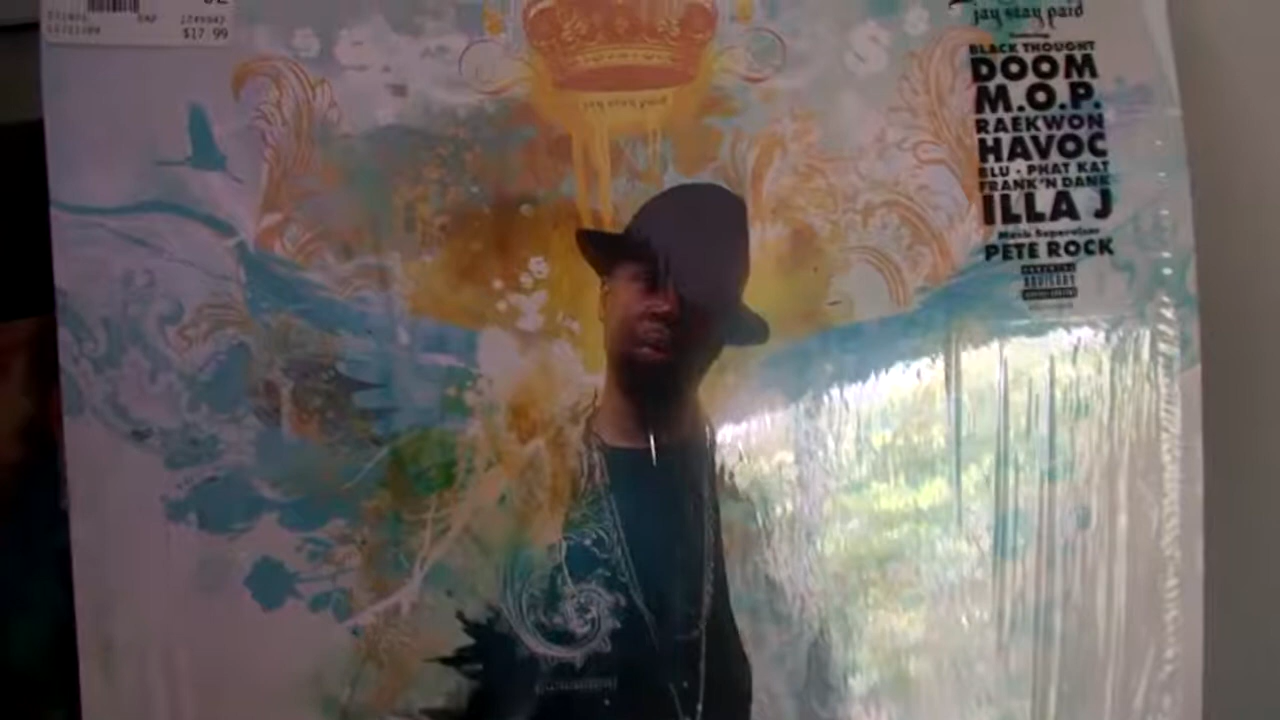 $17.99
jay stay paid
jay stay paid
Featuring
BLACK THOUGHT
DOOM
M.O.P.
RAEKWON
HAVOC
BLU - PHAT KAT
FRANK'N DANK
ILLA J
Music Supervisor
PETE ROCK
ADVISORY